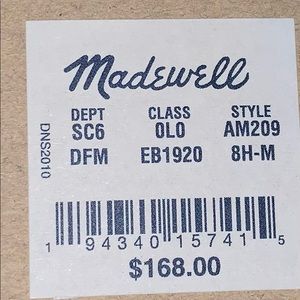 Madewell
DEPT CLASS STYLE
SC6 0L0 AM209
DFM EB1920 8H-M
DNS2010
1 94340 15741 5
$168.00